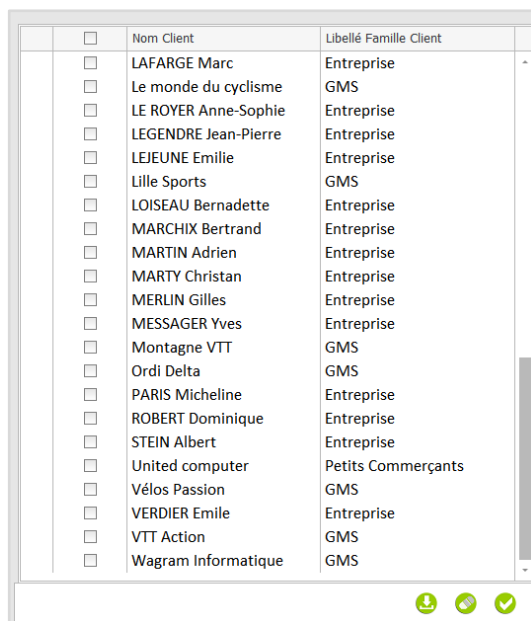 Nom Client Libellé Famille Client
LAFARGE Marc Entreprise
Le monde du cyclisme GMS
LE ROYER Anne-Sophie Entreprise
LEGENDRE Jean-Pierre Entreprise
LEJEUNE Emilie Entreprise
Lille Sports GMS
LOISEAU Bernadette Entreprise
MARCHIX Bertrand Entreprise
MARTIN Adrien Entreprise
MARTY Christan Entreprise
MERLIN Gilles Entreprise
MESSAGER Yves Entreprise
Montagne VTT GMS
Ordi Delta GMS
PARIS Micheline Entreprise
ROBERT Dominique Entreprise
STEIN Albert Entreprise
United computer Petits Commerçants
Vélos Passion GMS
VERDIER Emile Entreprise
VTT Action GMS
Wagram Informatique GMS